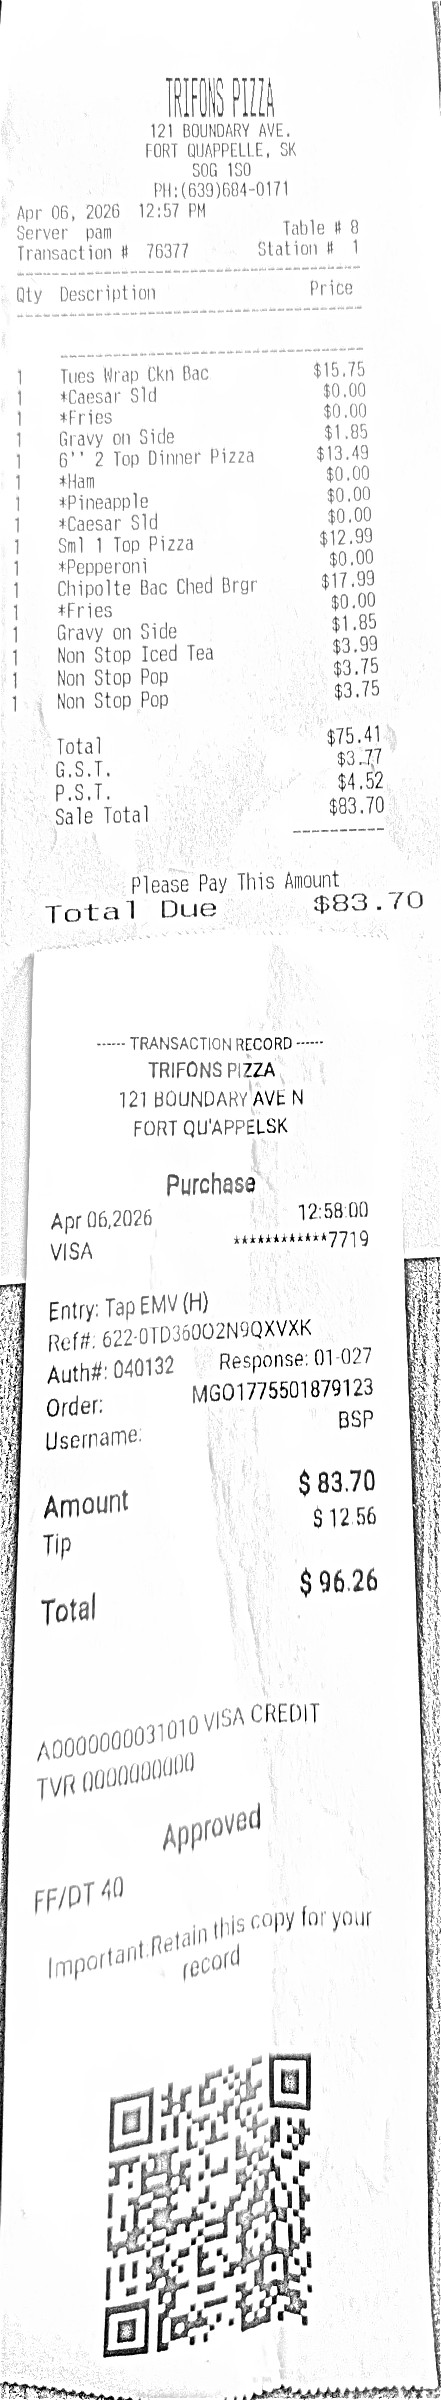 TRIFONS PIZZA
121 BOUNDARY AVE.
FORT QUAPPELLE, SK
SOG 1S0
PH:(639)684-0171
Apr 06, 2026 12:57 PM
Server pam Table # 8
Transaction # 76377 Station # 1
Qty Description Price
1 Tues Wrap Ckn Bac $15.75
1 *Caesar Sld $0.00
1 *Fries $0.00
1 Gravy on Side $1.85
1 6'' 2 Top Dinner Pizza $13.49
1 *Ham $0.00
1 *Pineapple $0.00
1 *Caesar Sld $0.00
1 Sml 1 Top Pizza $12.99
1 *Pepperoni $0.00
1 Chipolte Bac Ched Brgr $17.99
1 *Fries $0.00
1 Gravy on Side $1.85
1 Non Stop Iced Tea $3.99
1 Non Stop Pop $3.75
1 Non Stop Pop $3.75
Total $75.41
G.S.T. $3.77
P.S.T. $4.52
Sale Total $83.70
Please Pay This Amount
Total Due $83.70
------ TRANSACTION RECORD ------
TRIFONS PIZZA
121 BOUNDARY AVE N
FORT QU'APPELSK
Purchase
Apr 06,2026 12:58:00
VISA ************7719
Entry: Tap EMV (H)
Ref#: 622-0TD36002N9QXVXK
Auth#: 040132 Response: 01-027
Order: MGO1775501879123
Username: BSP
Amount $ 83.70
Tip $ 12.56
Total $ 96.26
A0000000031010 VISA CREDIT
TVR 0000000000
Approved
FF/DT 40
Important:Retain this copy for your
record